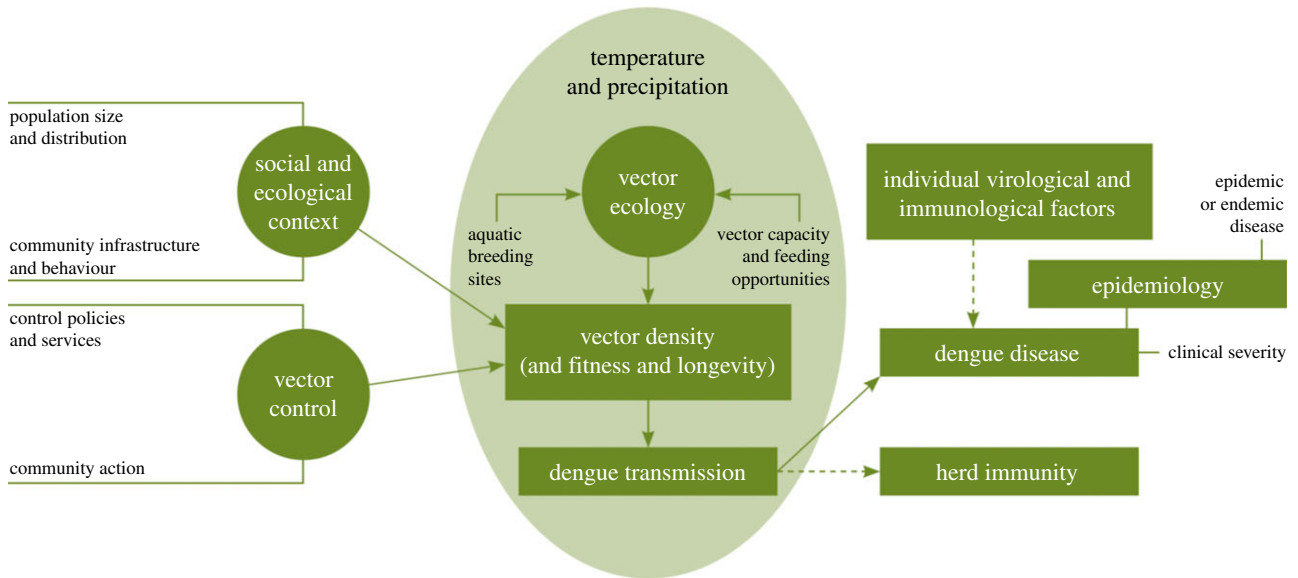 temperature
and precipitation
population size
and distribution
social and
ecological
context
community infrastructure
and behaviour
control policies
and services
vector
control
community action
vector
ecology
aquatic
breeding
sites
vector capacity
and feeding
opportunities
vector density
(and fitness and longevity)
dengue transmission
individual virological and
immunological factors
epidemic
or endemic
disease
epidemiology
dengue disease
clinical severity
herd immunity